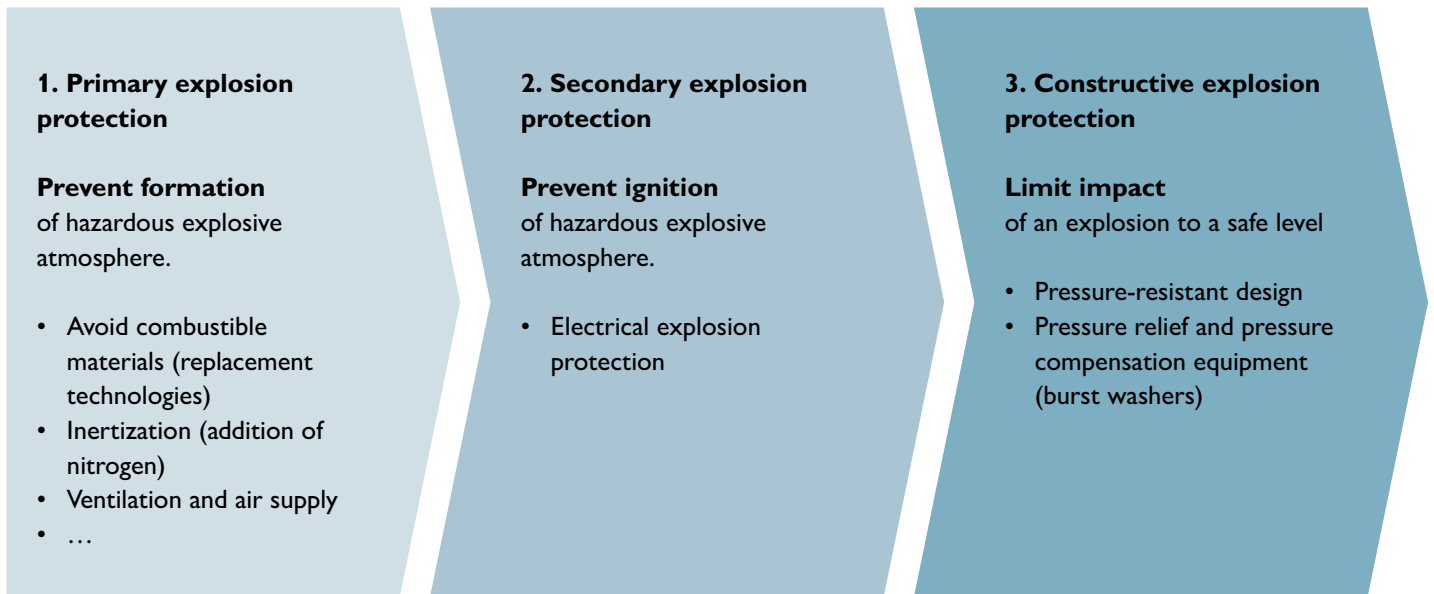 1. Primary explosion
protection
Prevent formation
of hazardous explosive
atmosphere.
• Avoid combustible
materials (replacement
technologies)
• Inertization (addition of
nitrogen)
• Ventilation and air supply
• …
2. Secondary explosion
protection
Prevent ignition
of hazardous explosive
atmosphere.
• Electrical explosion
protection
3. Constructive explosion
protection
Limit impact
of an explosion to a safe level
• Pressure-resistant design
• Pressure relief and pressure
compensation equipment
(burst washers)